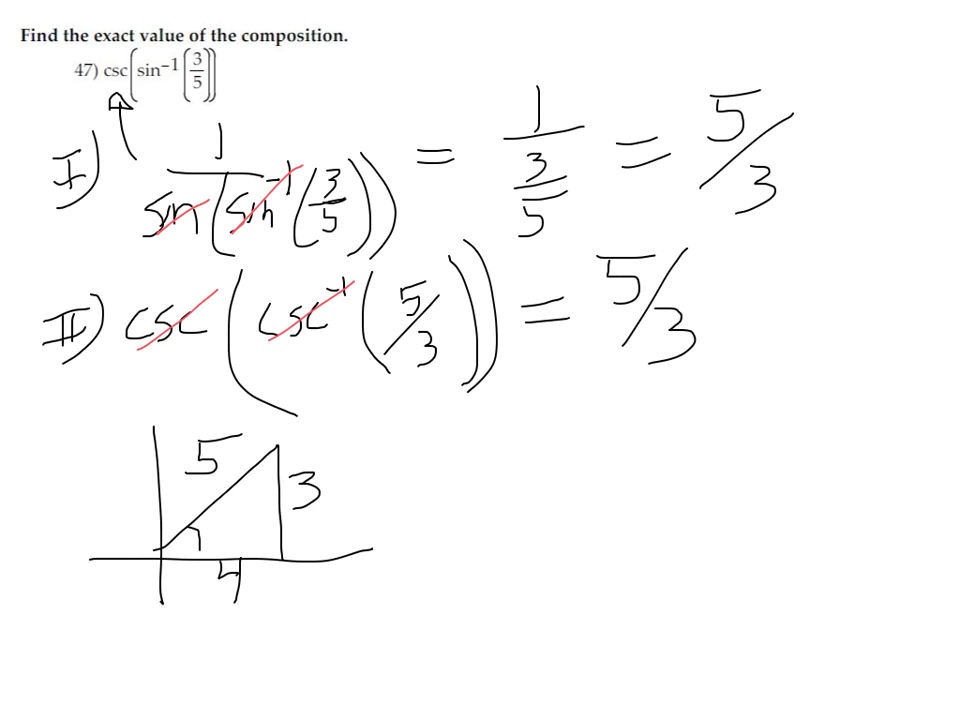 Find the exact value of the composition.
47) csc(sin⁻¹(3/5))
I) 1/(sin(sin⁻¹(3/5))) = 1/(3/5) = 5/3
II) csc(csc⁻¹(5/3)) = 5/3
5
3
4